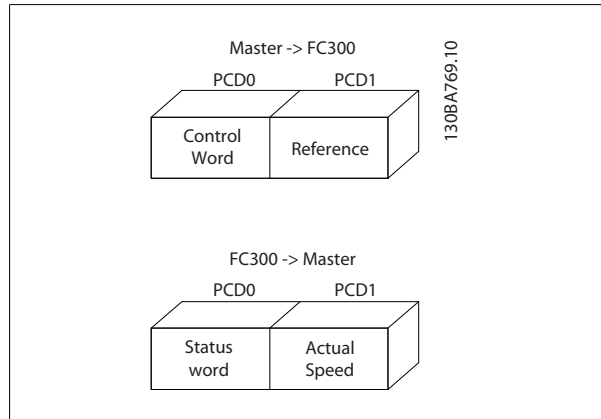 Master -> FC300
PCD0 PCD1
Control
Word
Reference
130BA769.10
FC300 -> Master
PCD0 PCD1
Status
word
Actual
Speed